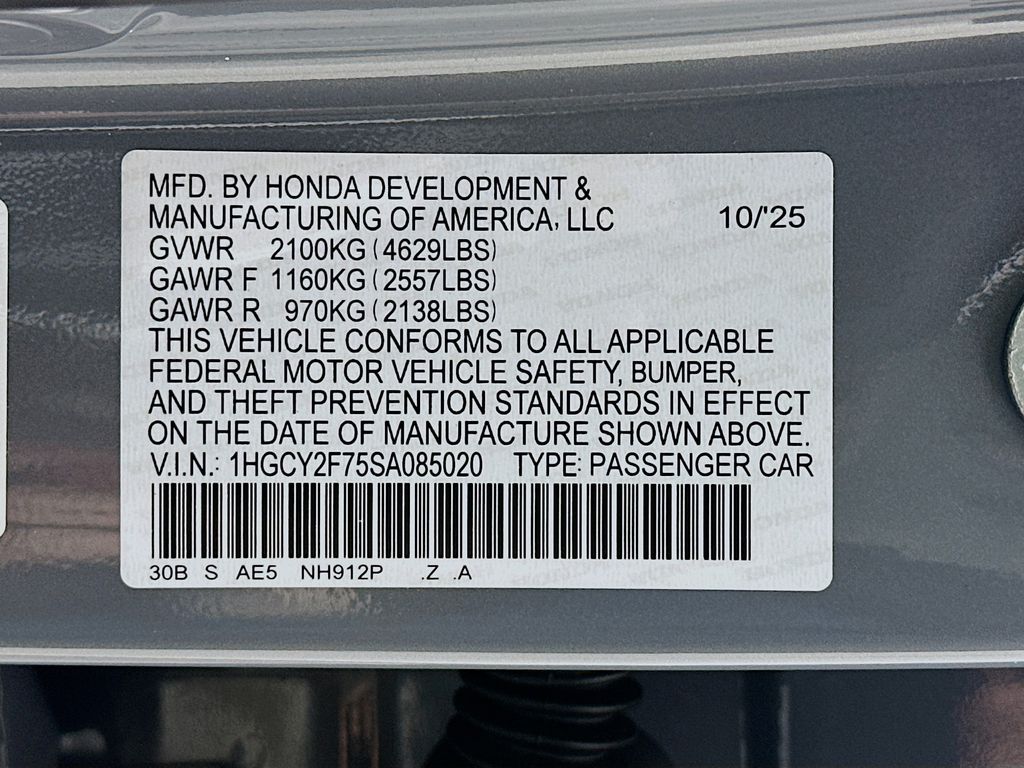 MFD. BY HONDA DEVELOPMENT &
MANUFACTURING OF AMERICA, LLC 10/'25
GVWR 2100KG (4629LBS)
GAWR F 1160KG (2557LBS)
GAWR R 970KG (2138LBS)
THIS VEHICLE CONFORMS TO ALL APPLICABLE
FEDERAL MOTOR VEHICLE SAFETY, BUMPER,
AND THEFT PREVENTION STANDARDS IN EFFECT
ON THE DATE OF MANUFACTURE SHOWN ABOVE.
V.I.N.: 1HGCY2F75SA085020 TYPE: PASSENGER CAR
30B S AE5 NH912P .Z .A